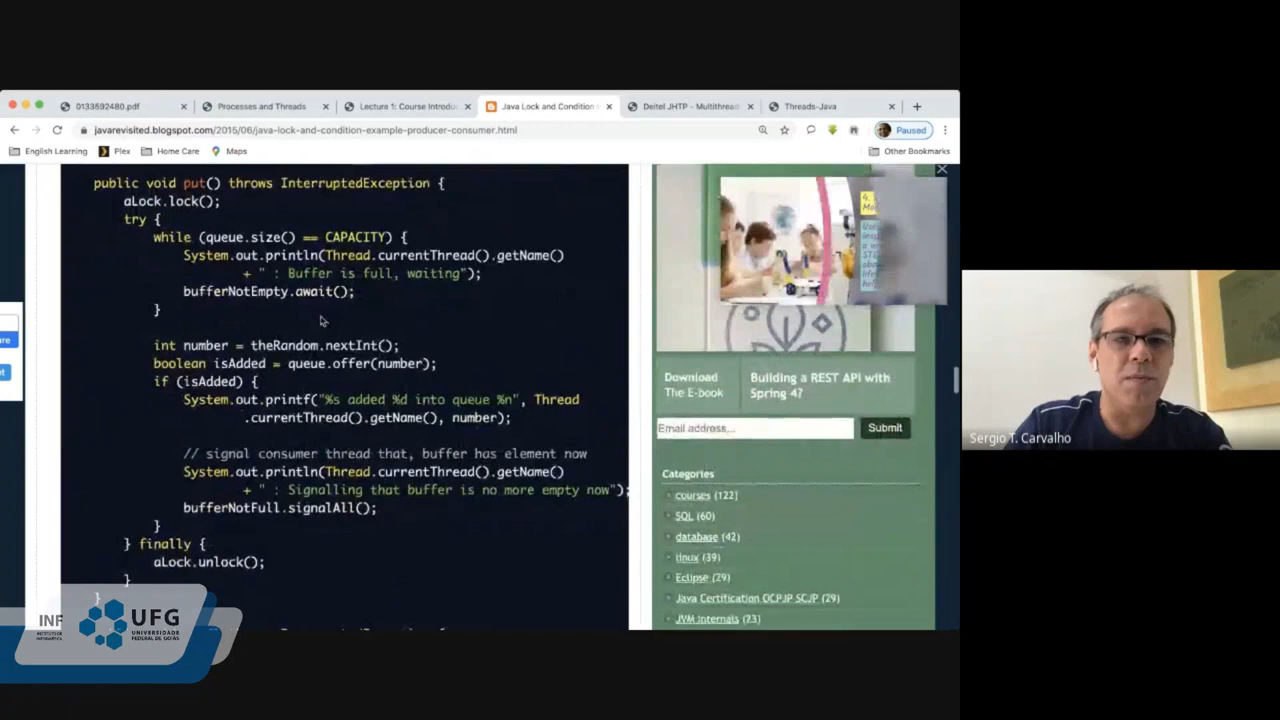 0133592480.pdf
Processes and Threads
Lecture 1: Course Introdu
Java Lock and Condition
Deitel JHTP - Multithread
Threads-Java
javarevisited.blogspot.com/2015/06/java-lock-and-condition-example-producer-consumer.html
Paused
English Learning
Plex
Home Care
Maps
Other Bookmarks
public void put() throws InterruptedException {
aLock.lock();
try {
while (queue.size() == CAPACITY) {
System.out.println(Thread.currentThread().getName()
+ " : Buffer is full, waiting");
bufferNotEmpty.await();
}
int number = theRandom.nextInt();
boolean isAdded = queue.offer(number);
if (isAdded) {
System.out.printf("%s added %d into queue %n", Thread
.currentThread().getName(), number);
// signal consumer thread that, buffer has element now
System.out.println(Thread.currentThread().getName()
+ " : Signalling that buffer is no more empty now");
bufferNotFull.signalAll();
}
} finally {
aLock.unlock();
}
}
Download
The E-book
Building a REST API with
Spring 4?
Email address...
Submit
Categories
courses (122)
SQL (60)
database (42)
linux (39)
Eclipse (29)
Java Certification OCPJP SCJP (29)
JVM Internals (23)
Sergio T. Carvalho
INF
UFG
UNIVERSIDADE
FEDERAL DE GOIÁS